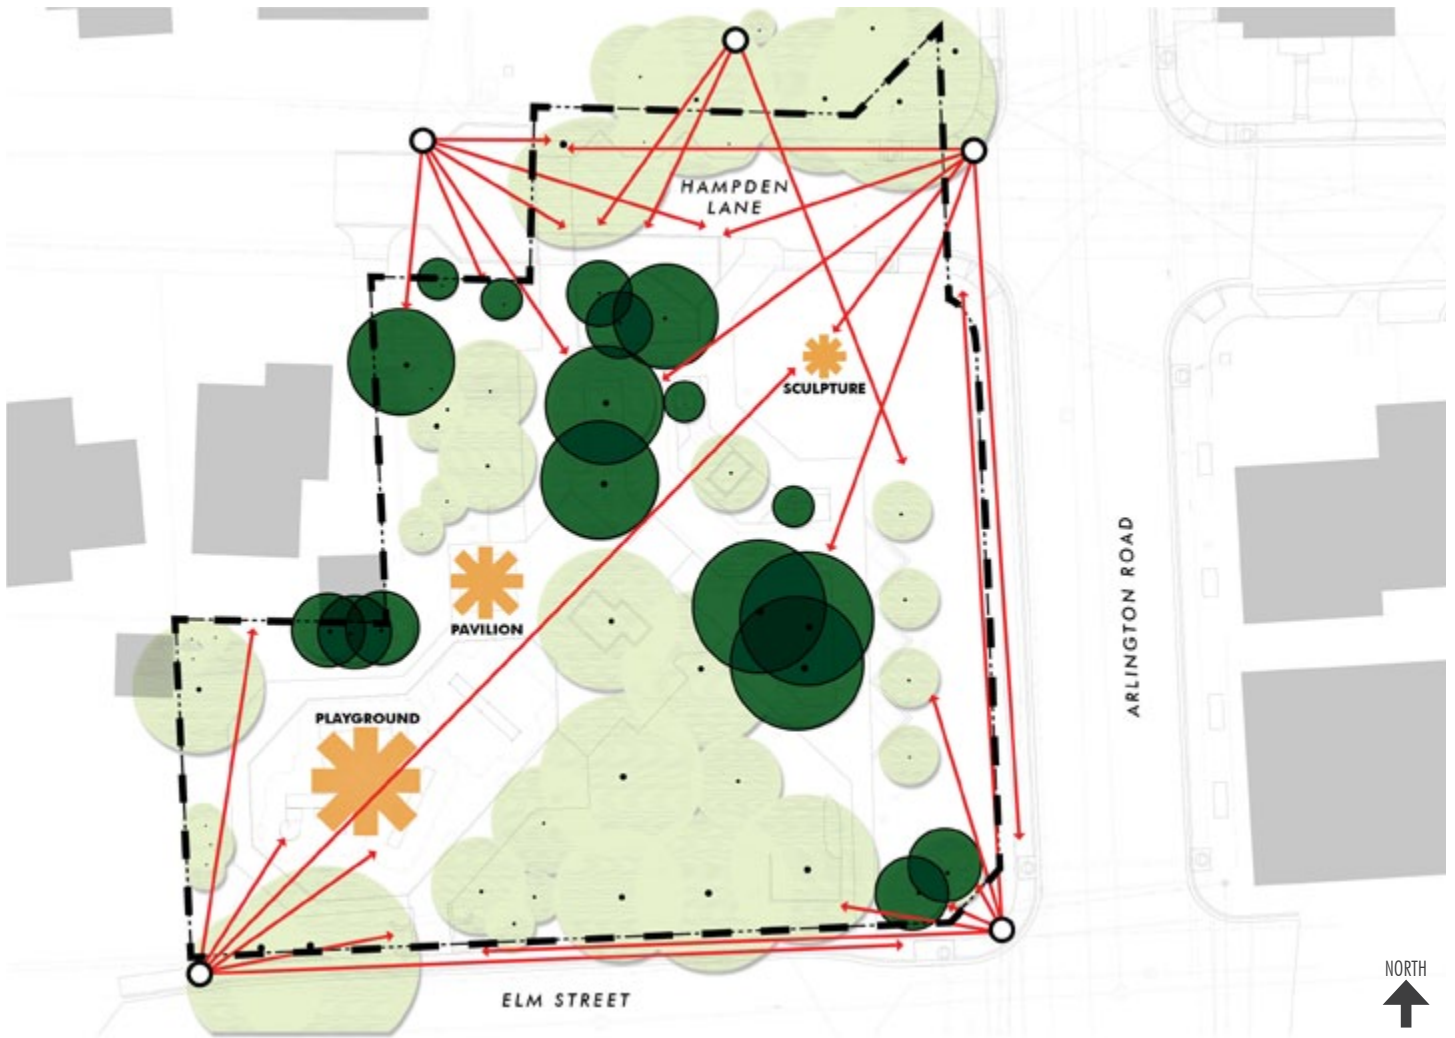 HAMPDEN
LANE
SCULPTURE
PAVILION
PLAYGROUND
ARLINGTON ROAD
ELM STREET
NORTH